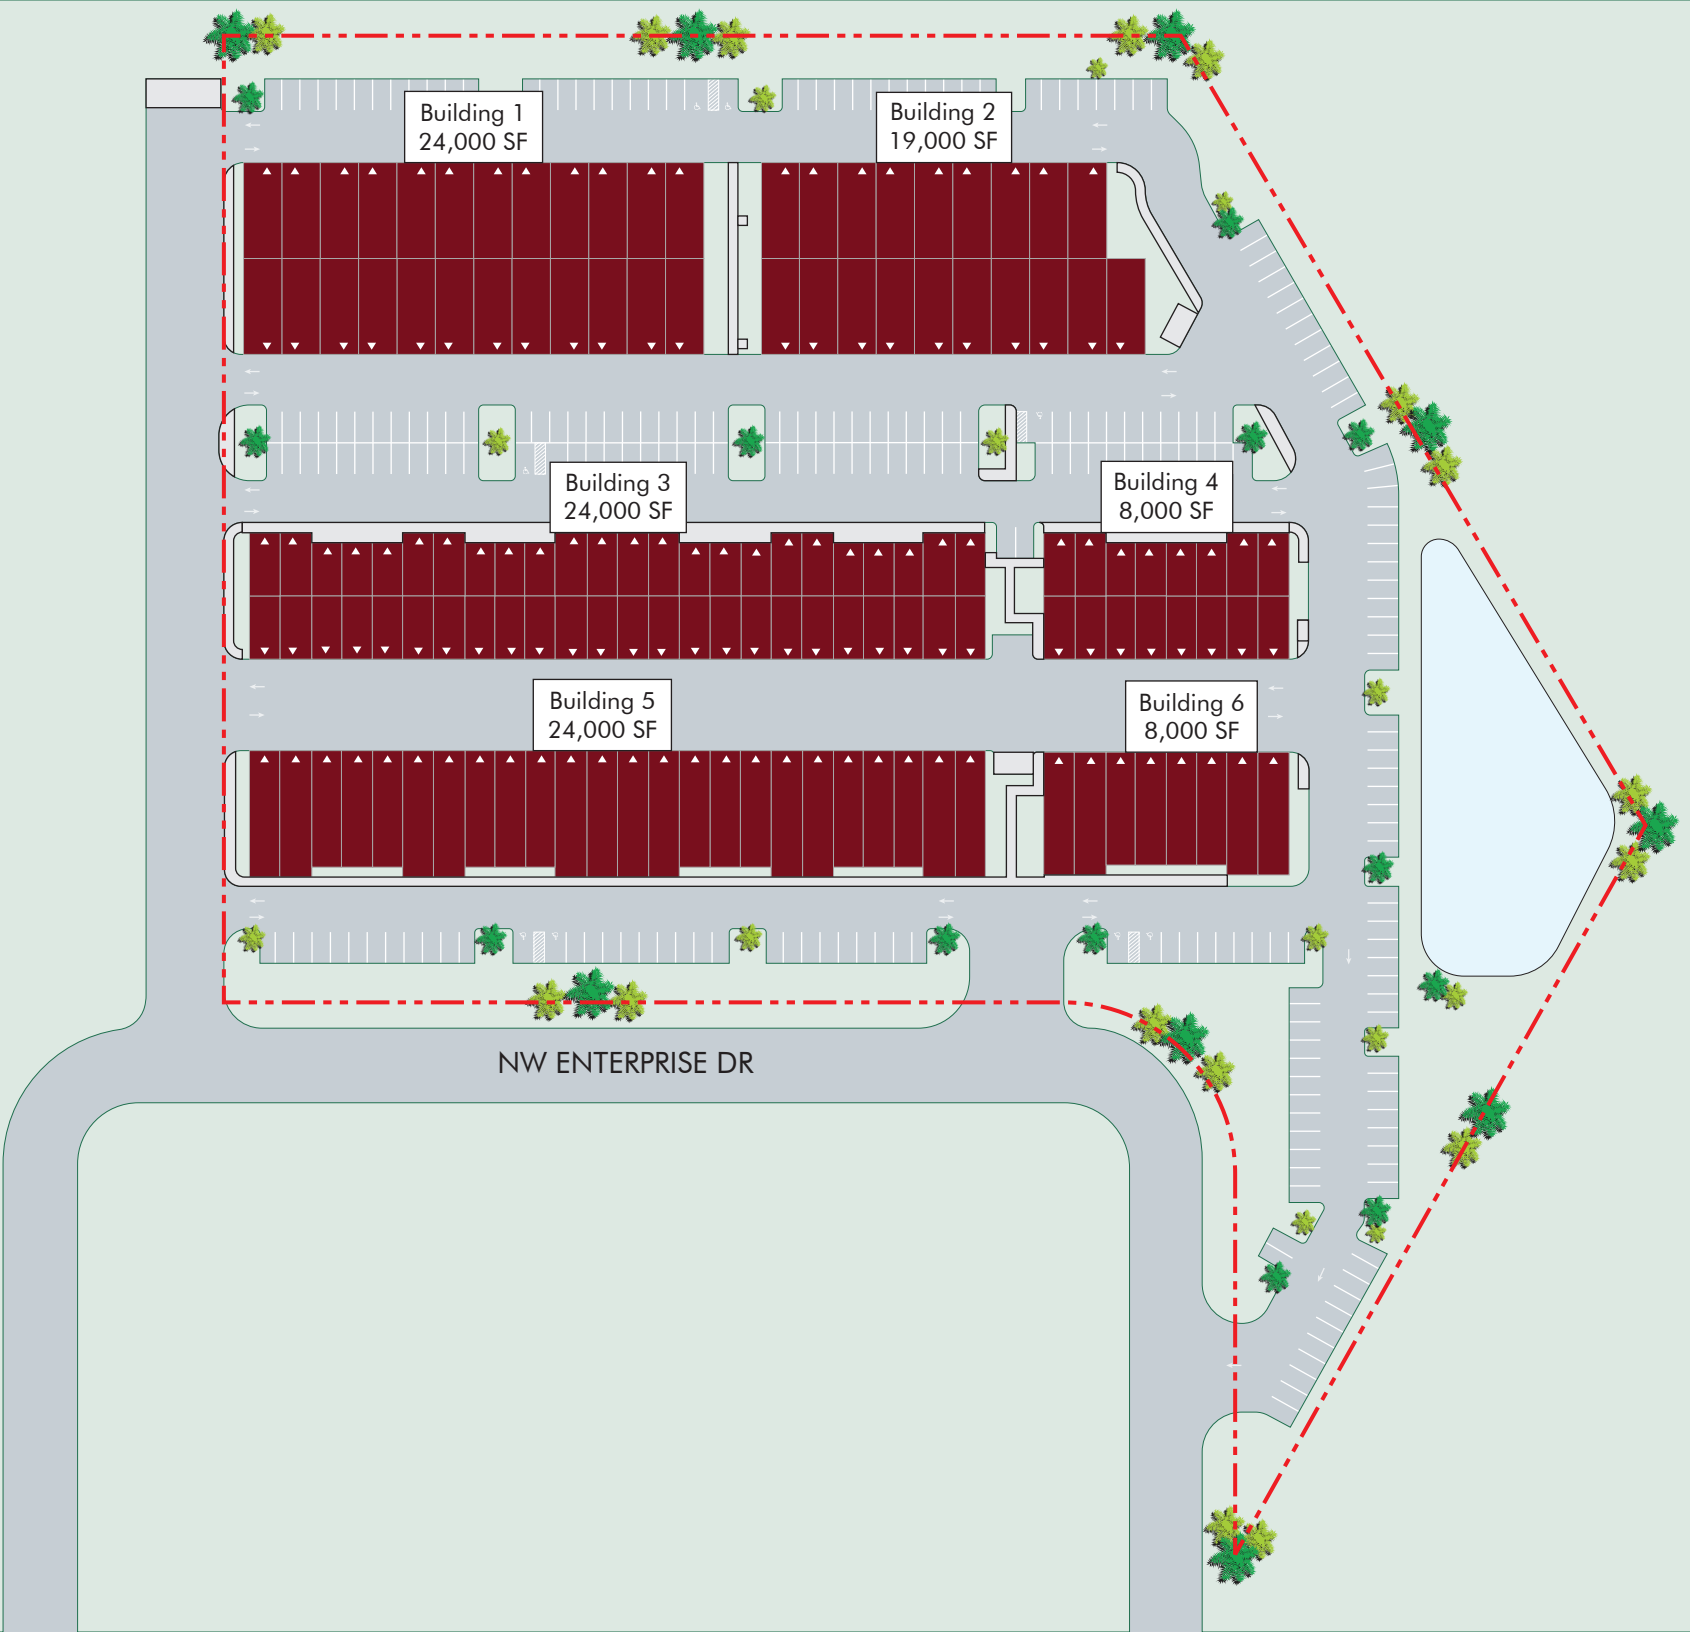 Building 1
24,000 SF
Building 2
19,000 SF
Building 3
24,000 SF
Building 4
8,000 SF
Building 5
24,000 SF
Building 6
8,000 SF
NW ENTERPRISE DR